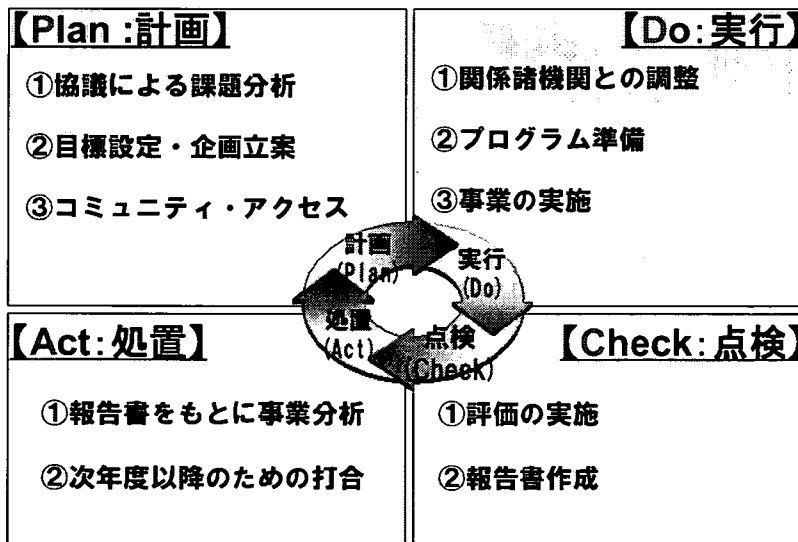 【Plan:計画】
①協議による課題分析
②目標設定・企画立案
③コミュニティ・アクセス
【Do:実行】
①関係諸機関との調整
②プログラム準備
③事業の実施
計画
(Plan)
実行
(Do)
点検
(Check)
処置
(Act)
【Act:処置】
①報告書をもとに事業分析
②次年度以降のための打合
【Check:点検】
①評価の実施
②報告書作成